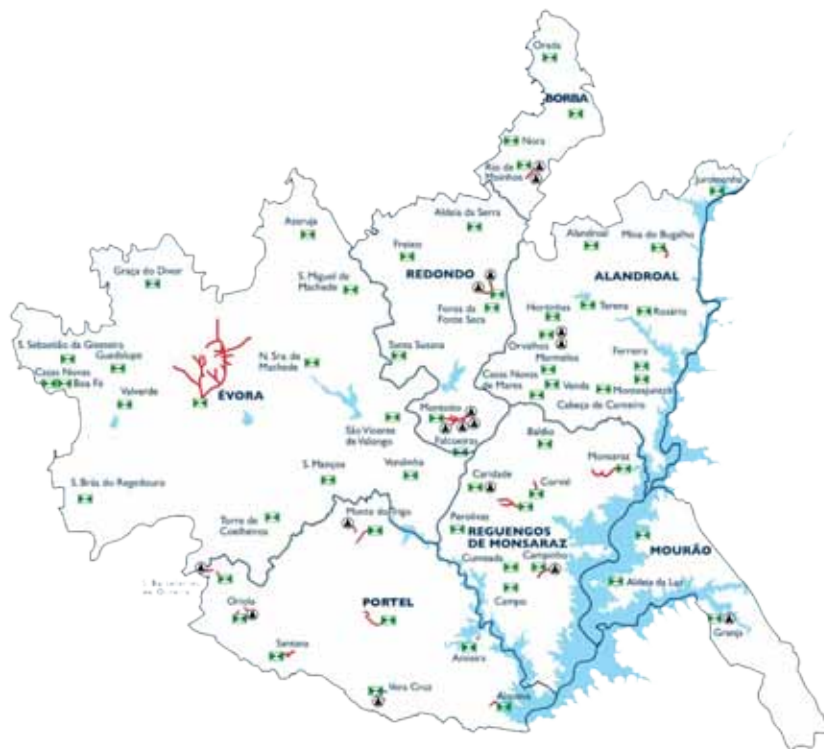 Orada
BORBA
Nora
Rio de
Moinhos
Juromenha
Aldeia da Serra
Azaruja
Freixo
Alandroal
Mina do Bugalho
Graça do Divor
S. Miguel de
Machede
REDONDO
ALANDROAL
Foros da
Fonte Seca
Hortinhas
Terena
Rosário
S. Sebastião da Giesteira
Guadalupe
N. Sra de
Machede
Santa Susana
Orvalhos
Marmelos
Ferreira
Casas Novas
Boa Fé
Casas Novas
de Mares
Venda
Montejuntos
Valverde
ÉVORA
Cabeça de Carneiro
São Vicente
de Valongo
Montoito
Falcoeiras
Baldio
Monsaraz
S. Brás do Regedouro
S. Manços
Vendinha
Caridade
Corval
Torre de
Coelheiros
Monte do Trigo
Perolivas
REGUENGOS
DE MONSARAZ
MOURÃO
Cumeada
Campinho
Aldeia da Luz
Oriola
PORTEL
Campo
Granja
Santana
Amieira
Vera Cruz
Alqueva